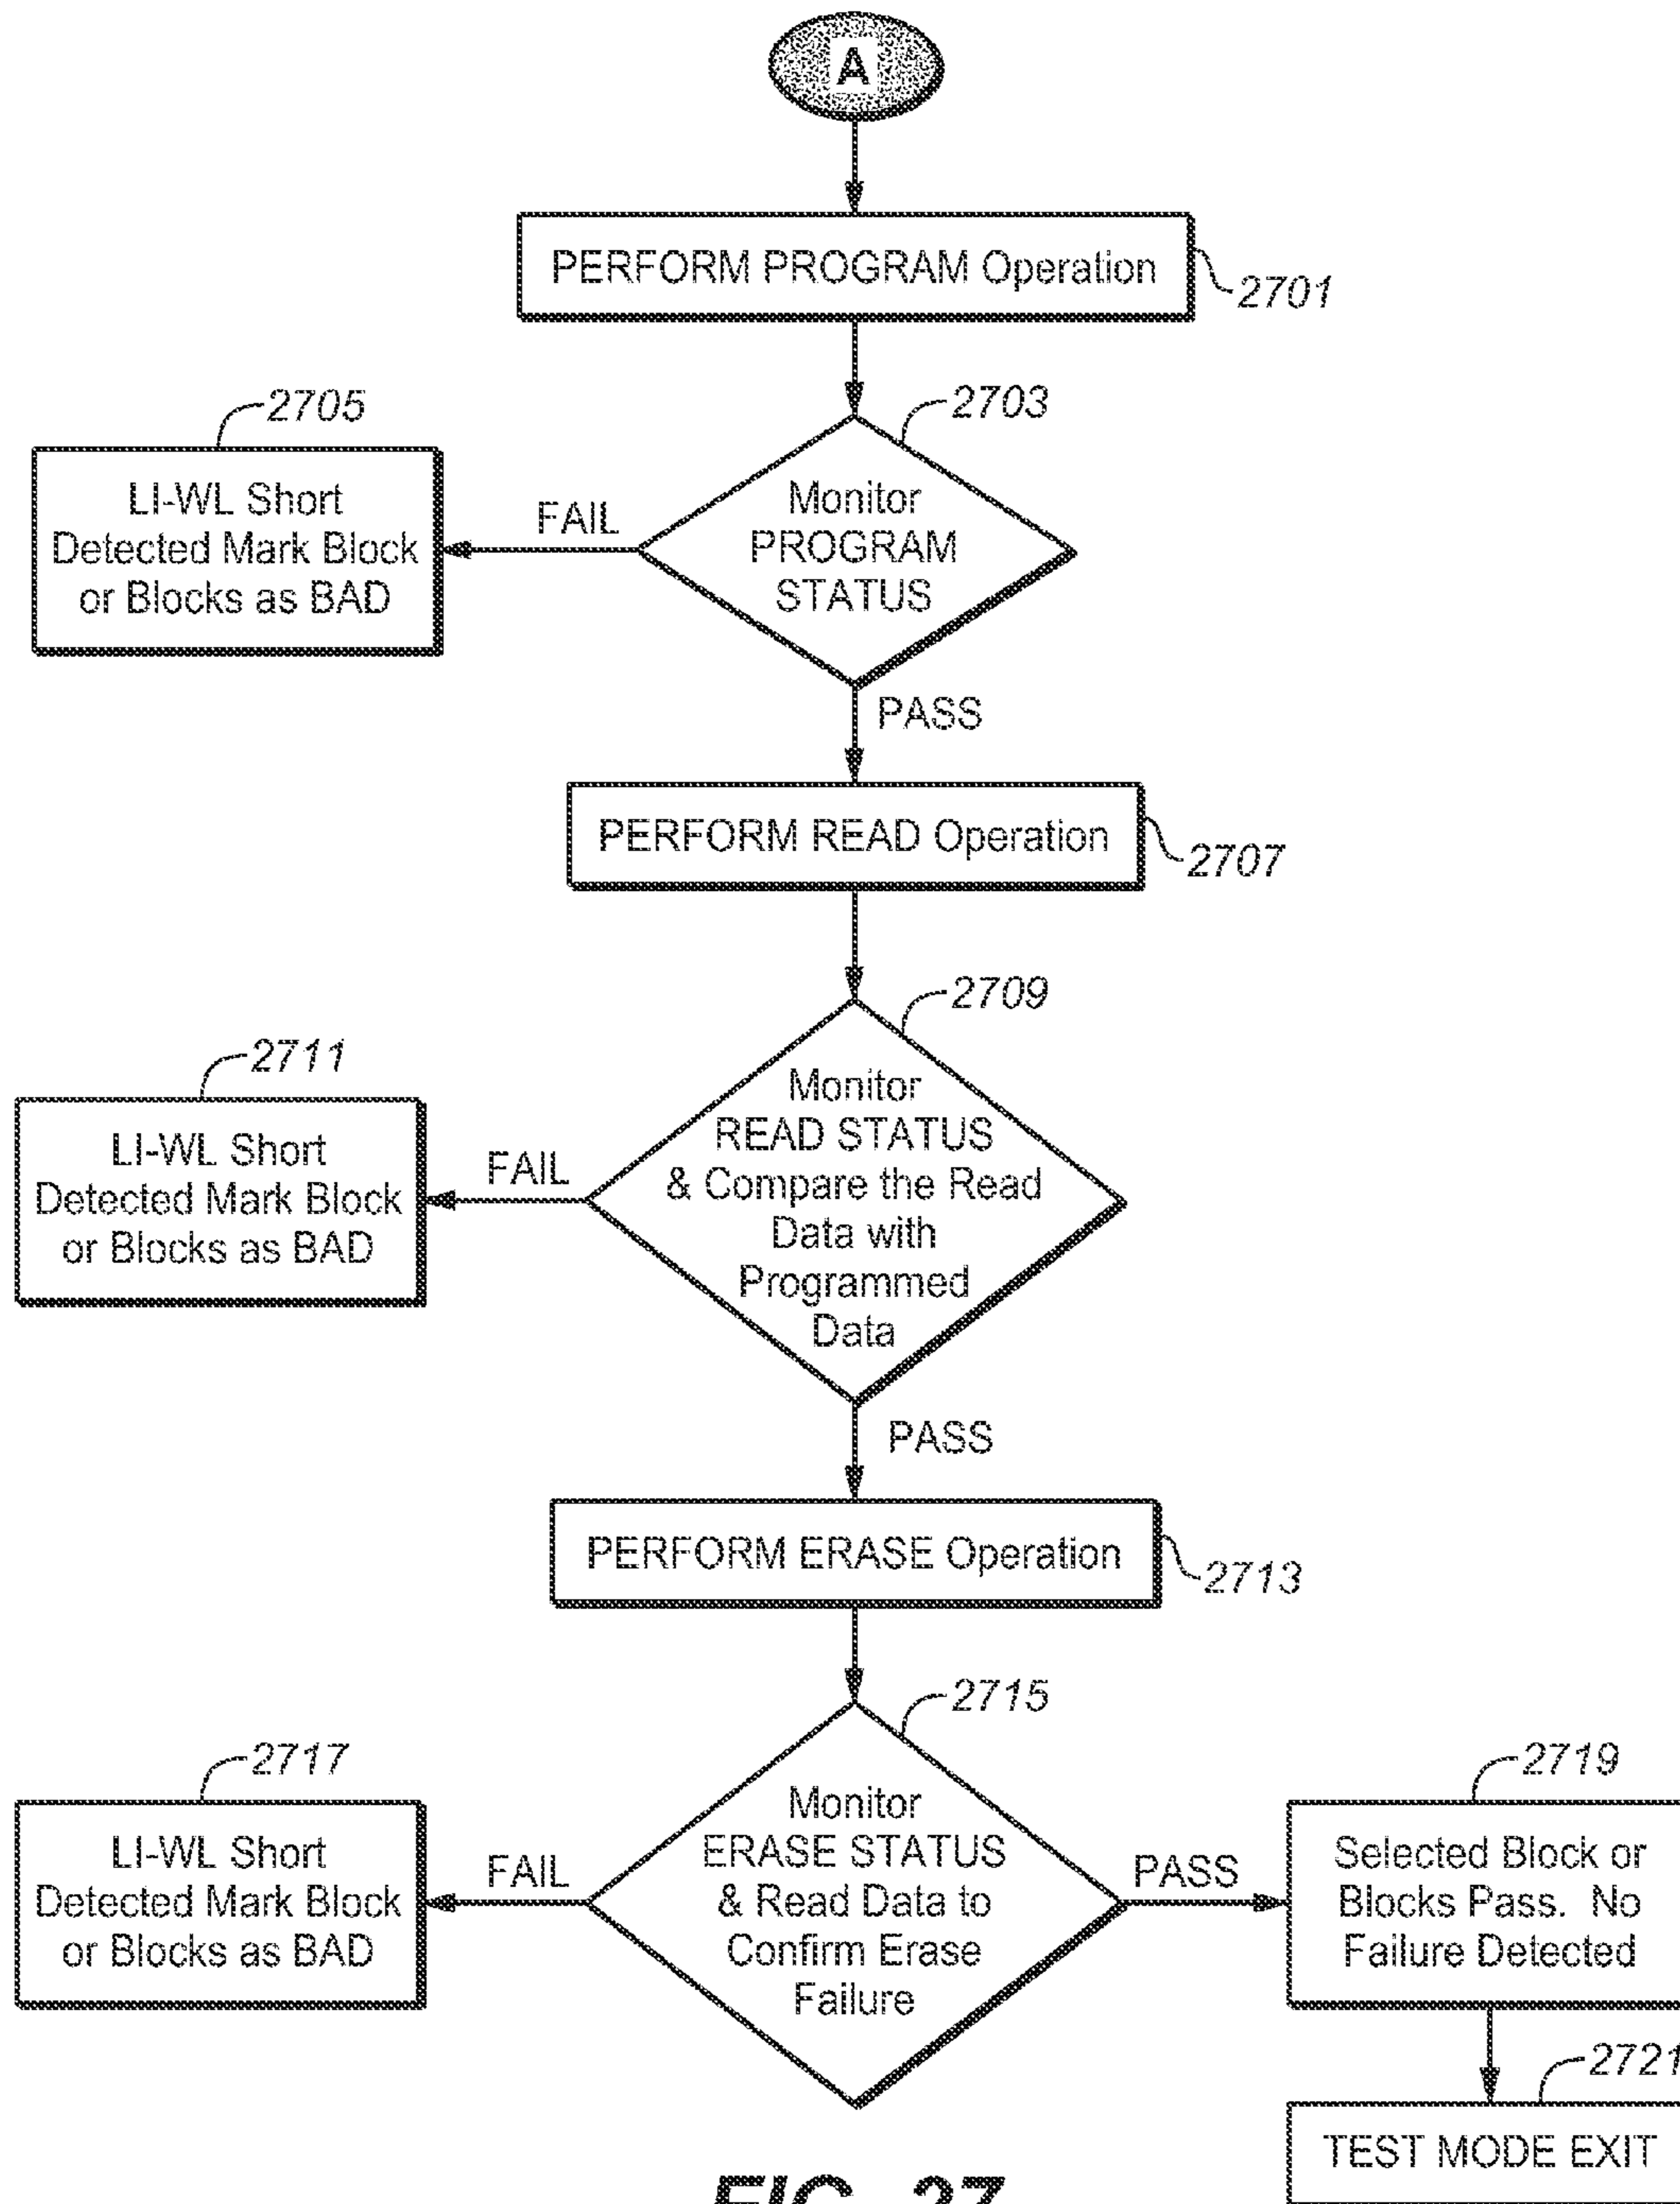 A
PERFORM PROGRAM Operation
2701
2703
2705
Monitor
PROGRAM
STATUS
LI-WL Short
Detected Mark Block
or Blocks as BAD
FAIL
PASS
PERFORM READ Operation
2707
2709
2711
Monitor
READ STATUS
& Compare the Read
Data with
Programmed
Data
LI-WL Short
Detected Mark Block
or Blocks as BAD
FAIL
PASS
PERFORM ERASE Operation
2713
2715
2717
2719
Monitor
ERASE STATUS
& Read Data to
Confirm Erase
Failure
LI-WL Short
Detected Mark Block
or Blocks as BAD
FAIL
PASS
Selected Block or
Blocks Pass. No
Failure Detected
2721
TEST MODE EXIT
FIG. 27